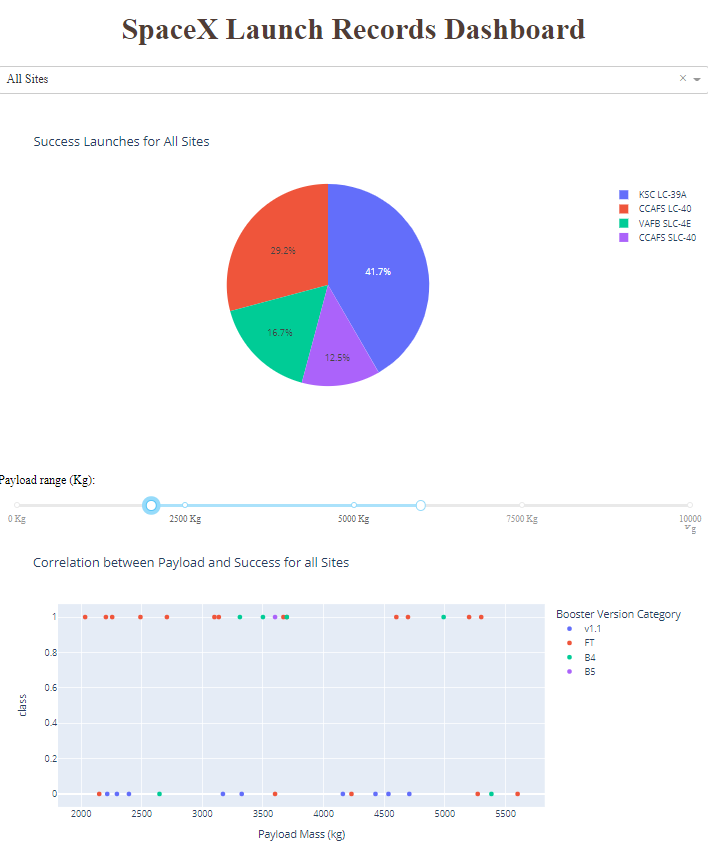 SpaceX Launch Records Dashboard
All Sites
Success Launches for All Sites
KSC LC-39A
CCAFS LC-40
VAFB SLC-4E
CCAFS SLC-40
29.2%
41.7%
16.7%
12.5%
Payload range (Kg):
0 Kg
2500 Kg
5000 Kg
7500 Kg
10000
Kg
Correlation between Payload and Success for all Sites
Booster Version Category
v1.1
FT
B4
B5
class
1
0.8
0.6
0.4
0.2
0
2000
2500
3000
3500
4000
4500
5000
5500
Payload Mass (kg)